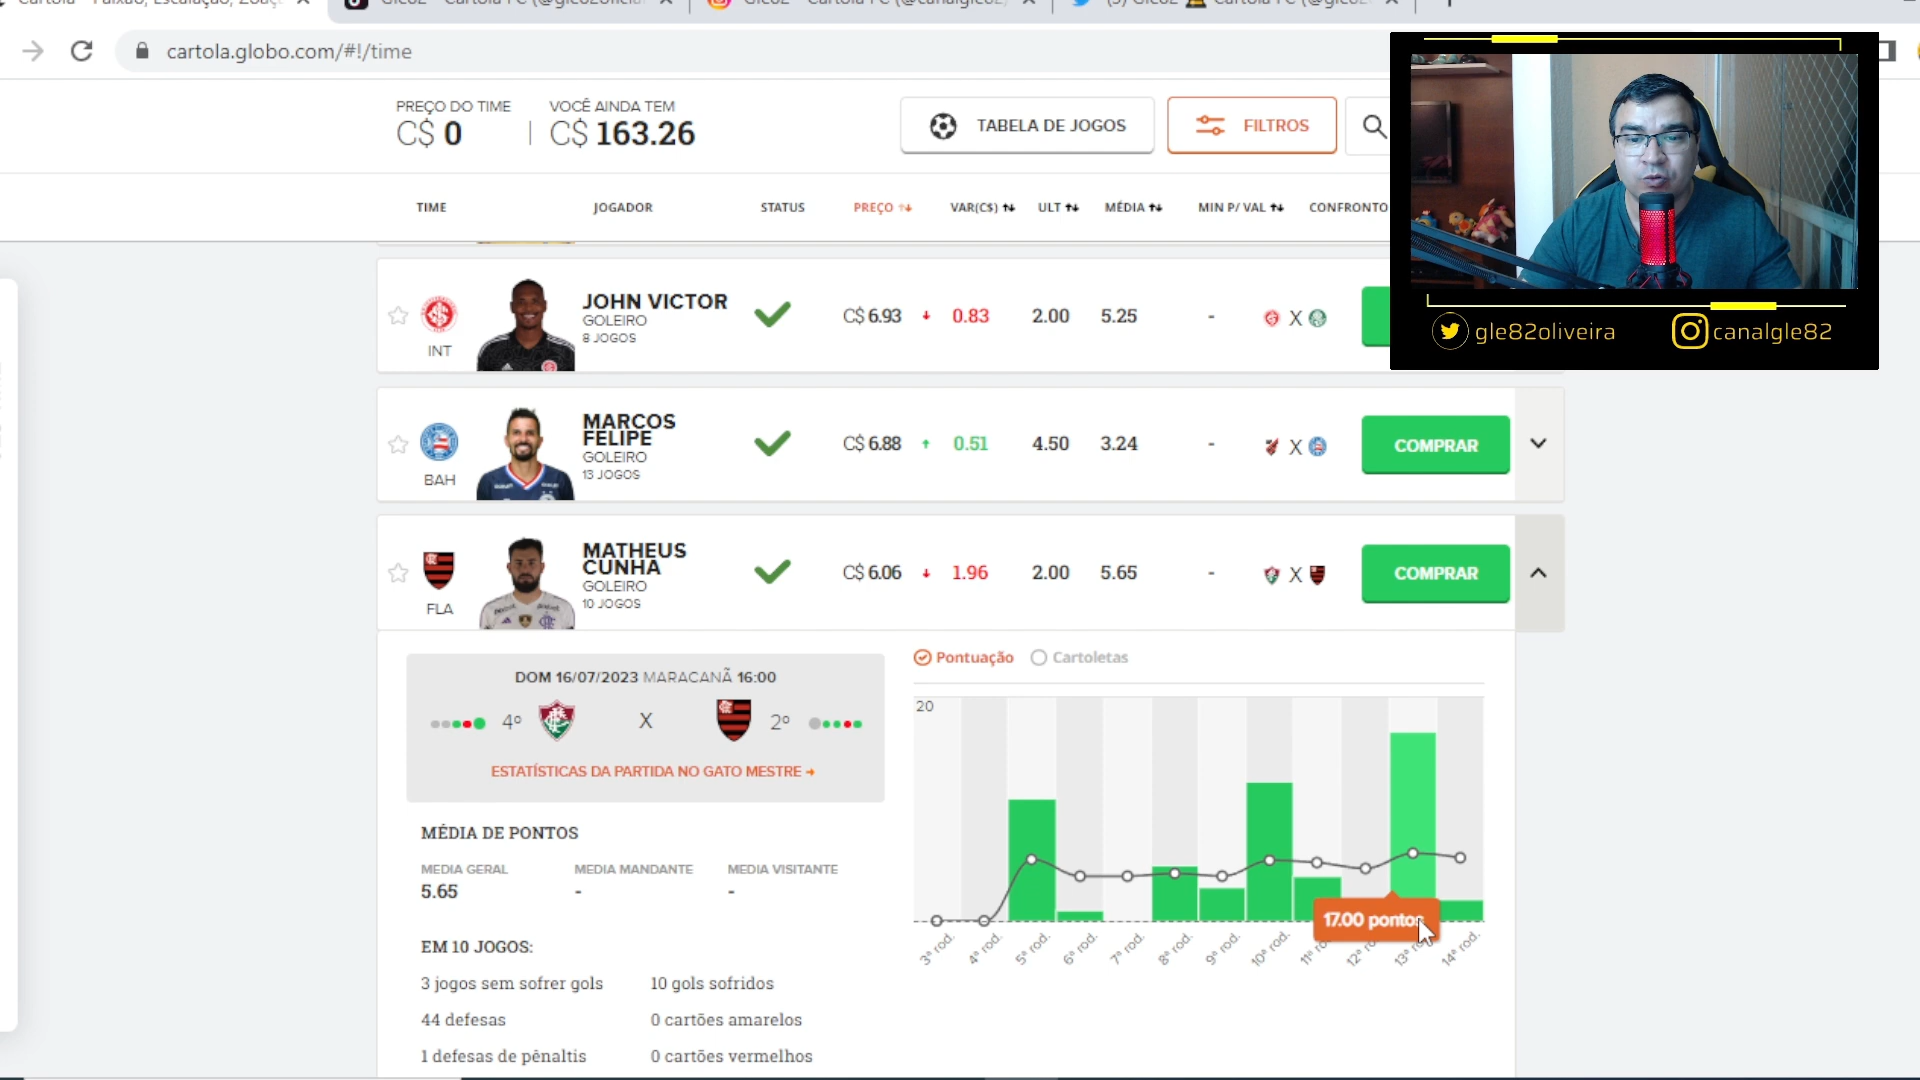 cartola.globo.com/#!/time
PREÇO DO TIME
C$ 0
VOCÊ AINDA TEM
C$ 163.26
TABELA DE JOGOS
FILTROS
TIME
JOGADOR
STATUS
PREÇO
VAR(C$)
ULT
MÉDIA
MIN P/ VAL
CONFRONTO
INT
JOHN VICTOR
GOLEIRO
8 JOGOS
C$ 6.93
0.83
2.00
5.25
-
X
BAH
MARCOS
FELIPE
GOLEIRO
13 JOGOS
C$ 6.88
0.51
4.50
3.24
-
X
COMPRAR
FLA
MATHEUS
CUNHA
GOLEIRO
10 JOGOS
C$ 6.06
1.96
2.00
5.65
-
X
COMPRAR
DOM 16/07/2023 MARACANÃ 16:00
4º
X
2º
ESTATÍSTICAS DA PARTIDA NO GATO MESTRE
MÉDIA DE PONTOS
MEDIA GERAL
5.65
MEDIA MANDANTE
-
MEDIA VISITANTE
-
EM 10 JOGOS:
3 jogos sem sofrer gols
10 gols sofridos
44 defesas
0 cartões amarelos
1 defesas de pênaltis
0 cartões vermelhos
Pontuação
Cartoletas
20
17.00 pontos
3ª rod.
4ª rod.
5ª rod.
6ª rod.
7ª rod.
8ª rod.
9ª rod.
10ª rod.
11ª
12ª
13ª
14ª rod.
gle82oliveira
canalgle82